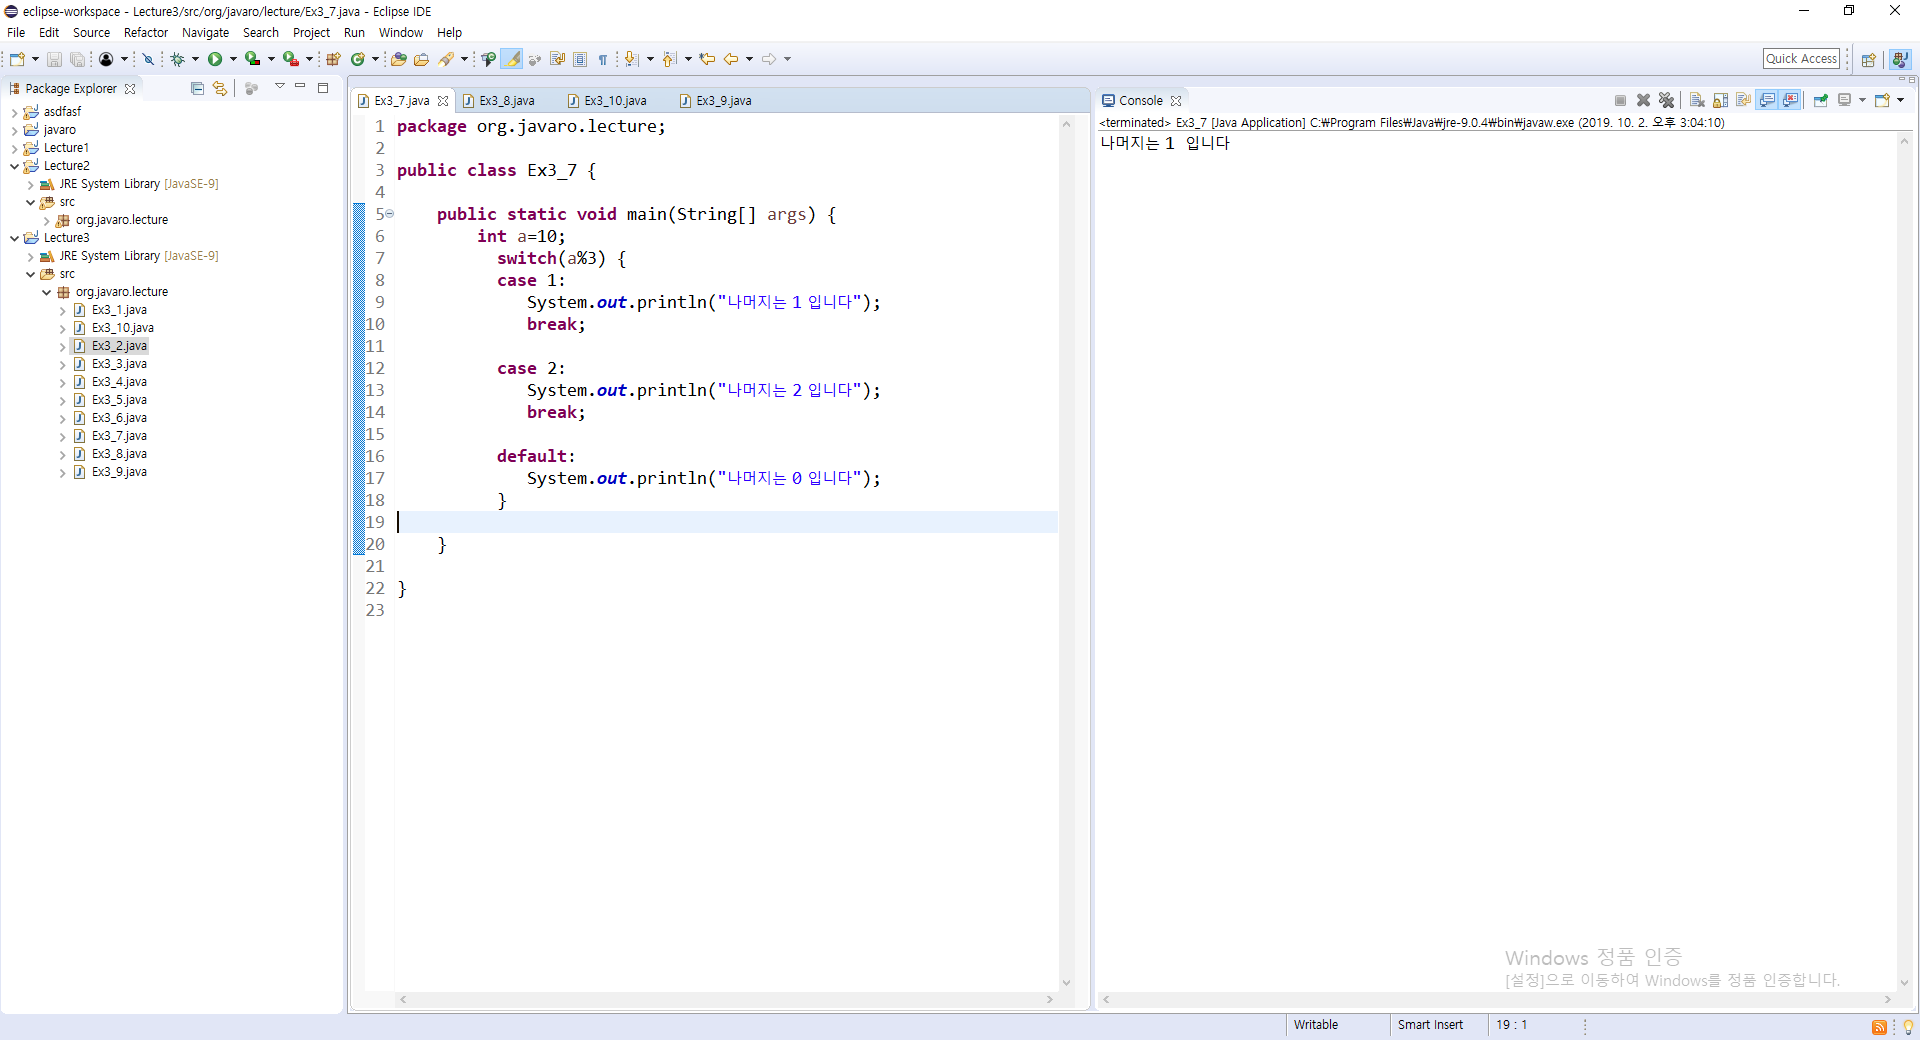 eclipse-workspace - Lecture3/src/org/javaro/lecture/Ex3_7.java - Eclipse IDE
File Edit Source Refactor Navigate Search Project Run Window Help
Quick Access
Package Explorer
asdfasf
javaro
Lecture1
Lecture2
JRE System Library [JavaSE-9]
src
org.javaro.lecture
Lecture3
JRE System Library [JavaSE-9]
src
org.javaro.lecture
Ex3_1.java
Ex3_10.java
Ex3_2.java
Ex3_3.java
Ex3_4.java
Ex3_5.java
Ex3_6.java
Ex3_7.java
Ex3_8.java
Ex3_9.java
Ex3_7.java Ex3_8.java Ex3_10.java Ex3_9.java
1 package org.javaro.lecture;
2
3 public class Ex3_7 {
4
5 public static void main(String[] args) {
6 int a=10;
7 switch(a%3) {
8 case 1:
9 System.out.println("나머지는 1 입니다");
10 break;
11
12 case 2:
13 System.out.println("나머지는 2 입니다");
14 break;
15
16 default:
17 System.out.println("나머지는 0 입니다");
18 }
19
20 }
21
22 }
23
Console
<terminated> Ex3_7 [Java Application] C:₩Program Files₩Java₩jre-9.0.4₩bin₩javaw.exe (2019. 10. 2. 오후 3:04:10)
나머지는 1 입니다
Windows 정품 인증
[설정]으로 이동하여 Windows를 정품 인증합니다.
Writable Smart Insert 19 : 1